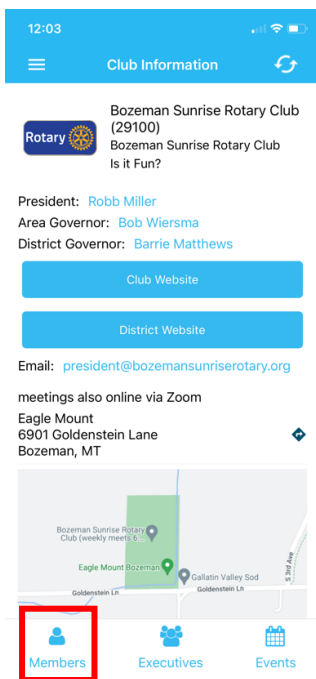 12:03
Club Information
Rotary
Bozeman Sunrise Rotary Club
(29100)
Bozeman Sunrise Rotary Club
Is it Fun?
President: Robb Miller
Area Governor: Bob Wiersma
District Governor: Barrie Matthews
Club Website
District Website
Email: president@bozemansunriserotary.org
meetings also online via Zoom
Eagle Mount
6901 Goldenstein Lane
Bozeman, MT
Bozeman Sunrise Rotary
Club (weekly meets 6...
Eagle Mount Bozeman
Gallatin Valley Sod
Goldenstein Ln
Goldenstein Ln
S 3rd Ave
Members
Executives
Events